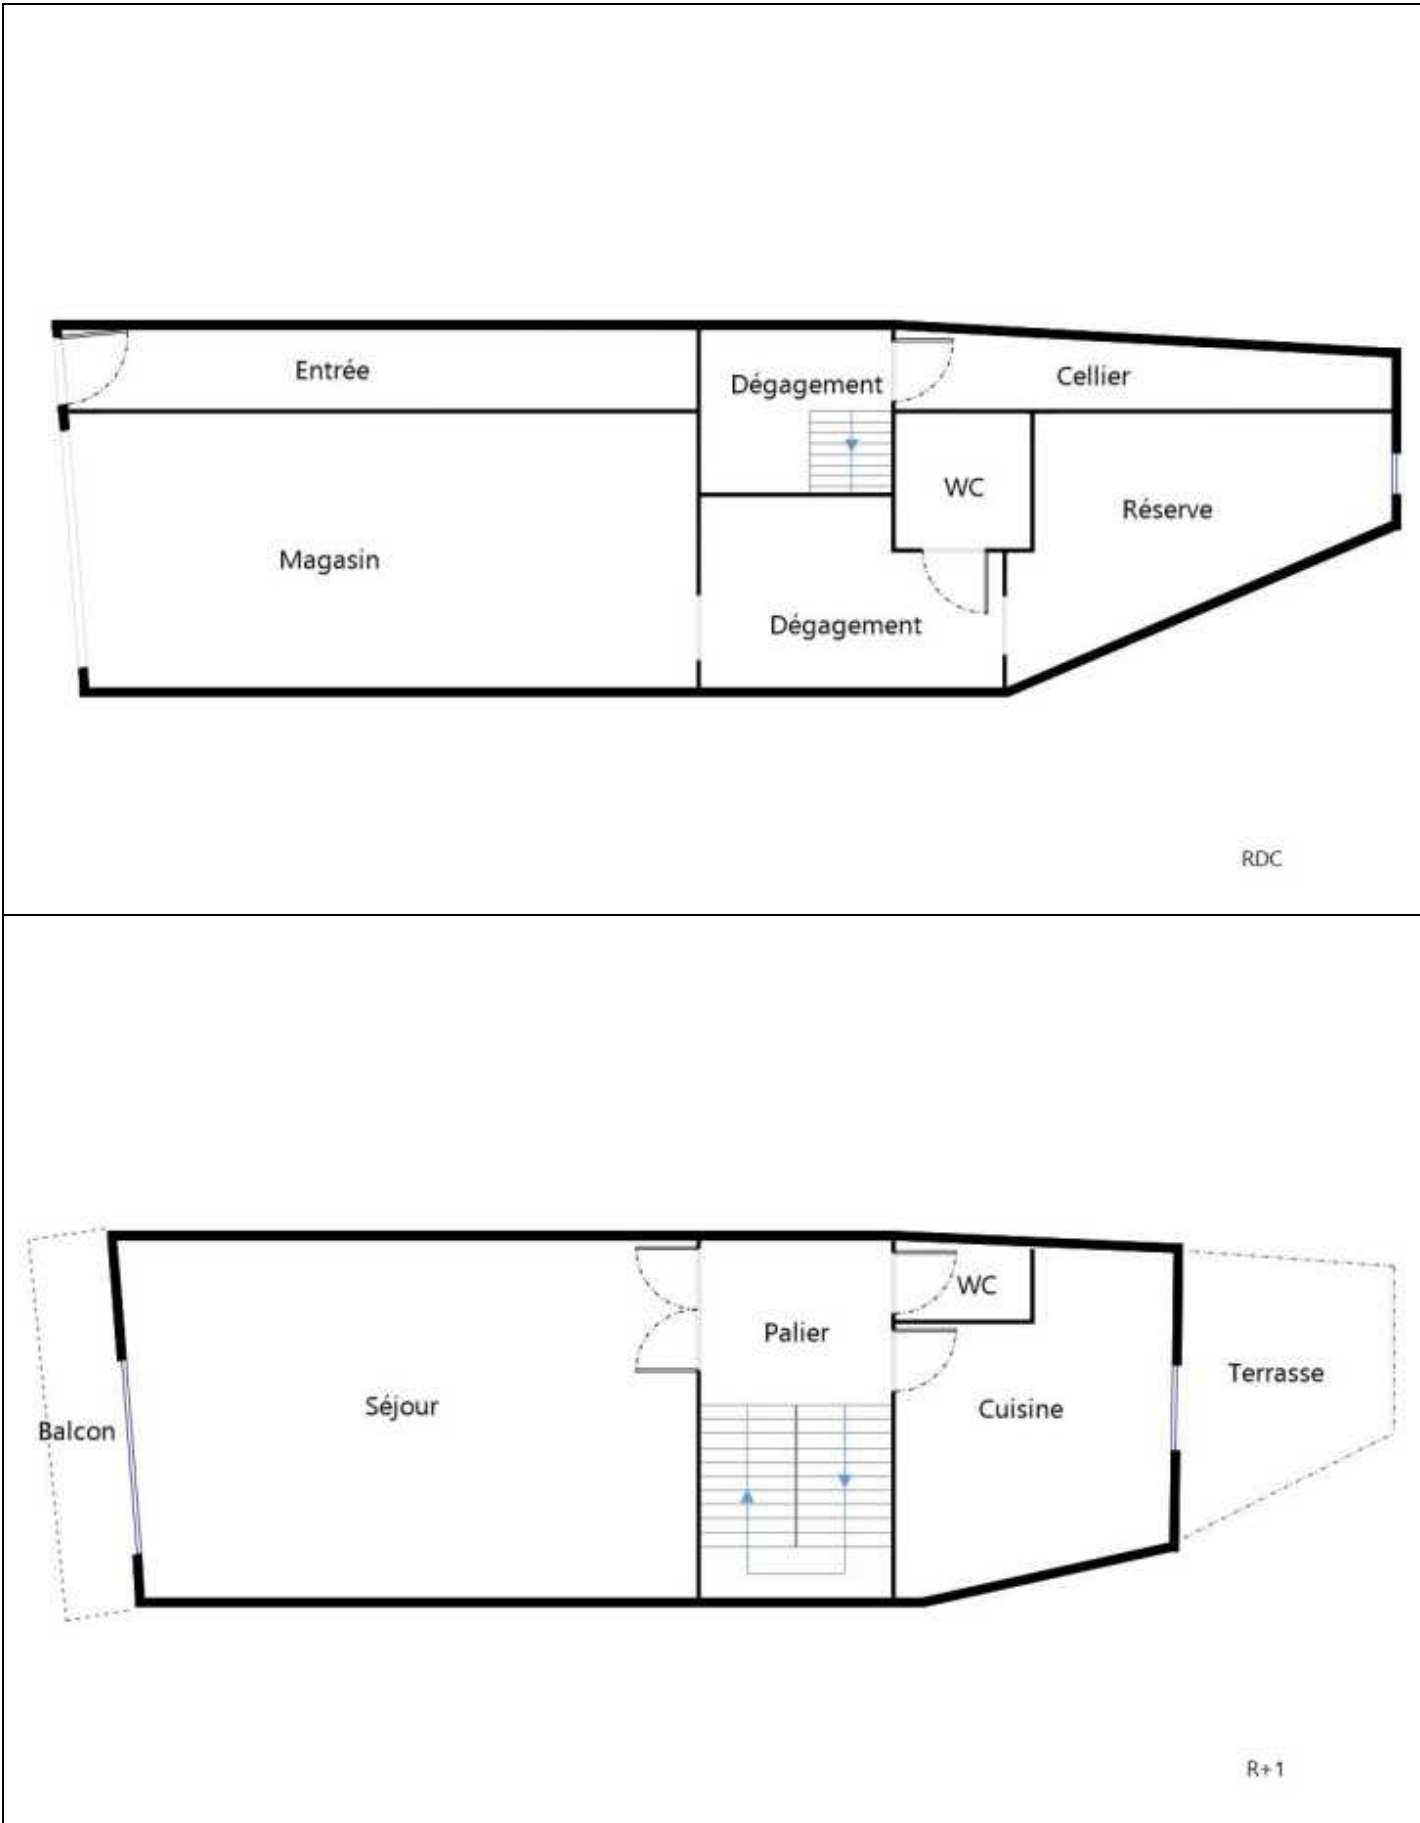 Entrée
Dégagement
Cellier
WC
Réserve
Magasin
Dégagement
RDC
WC
Palier
Terrasse
Séjour
Cuisine
Balcon
R+1